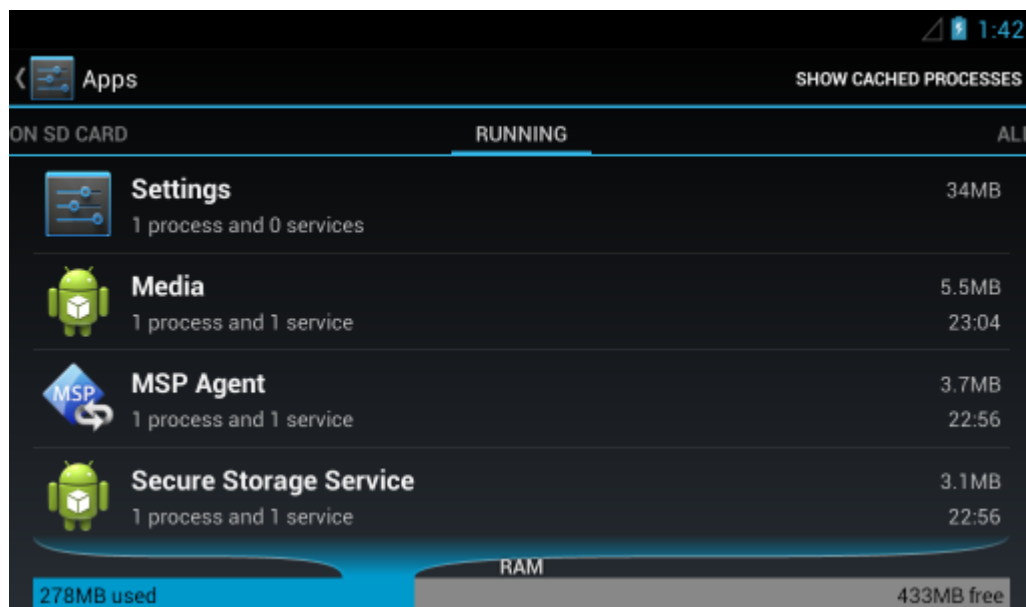 1:42
Apps
SHOW CACHED PROCESSES
ON SD CARD
RUNNING
ALL
Settings
34MB
1 process and 0 services
Media
5.5MB
1 process and 1 service
23:04
MSP
MSP Agent
3.7MB
1 process and 1 service
22:56
Secure Storage Service
3.1MB
1 process and 1 service
22:56
RAM
278MB used
433MB free